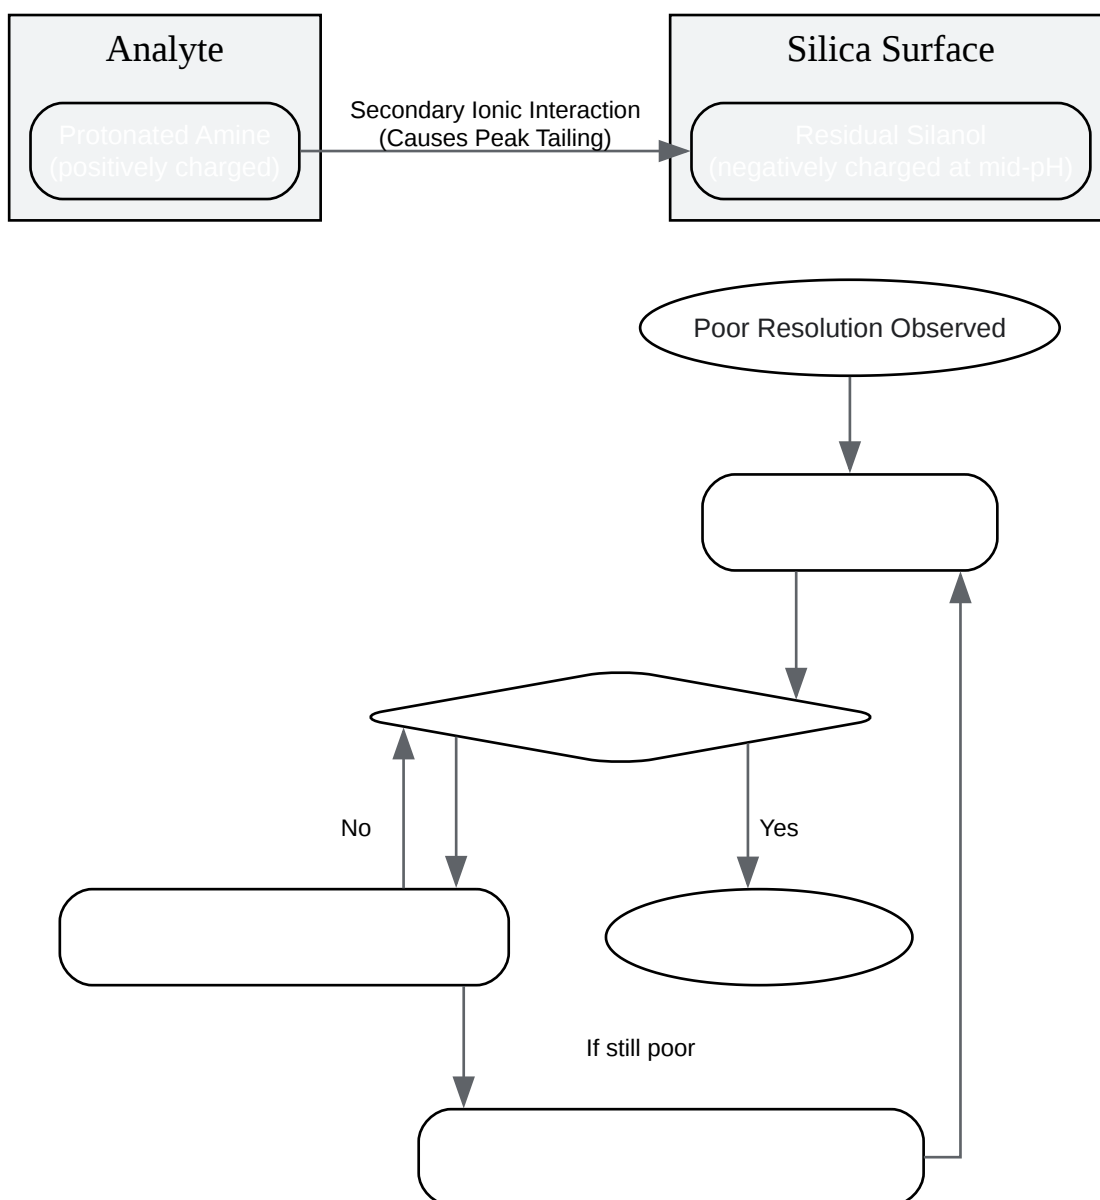 Analyte
Silica Surface
Protonated Amine
(positively charged)
Secondary Ionic Interaction
(Causes Peak Tailing)
Residual Silanol
(negatively charged at mid-pH)
Poor Resolution Observed
No
Yes
If still poor